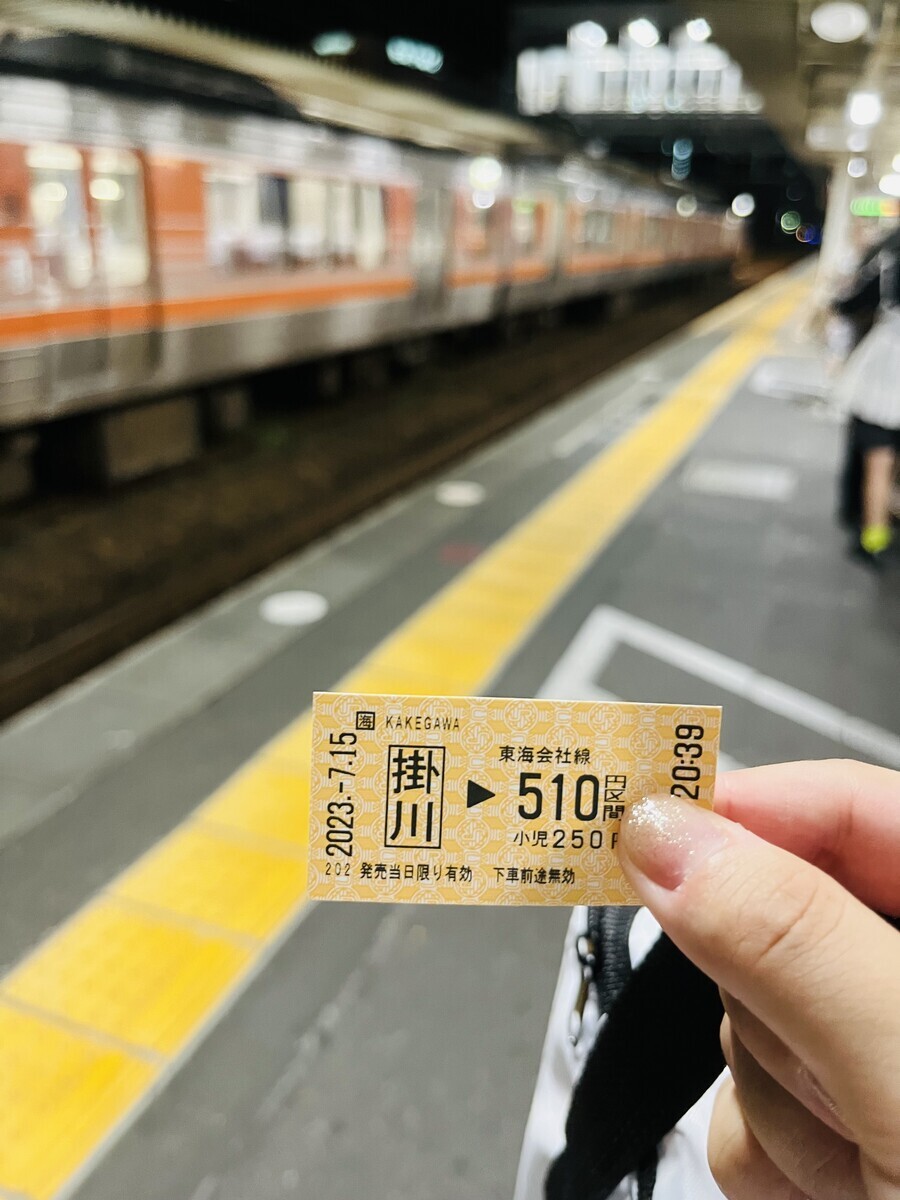 海 KAKEGAWA
2023.-7.15
掛川
▶
東海会社線
510円区間
小児250円
20:39
202 発売当日限り有効 下車前途無効